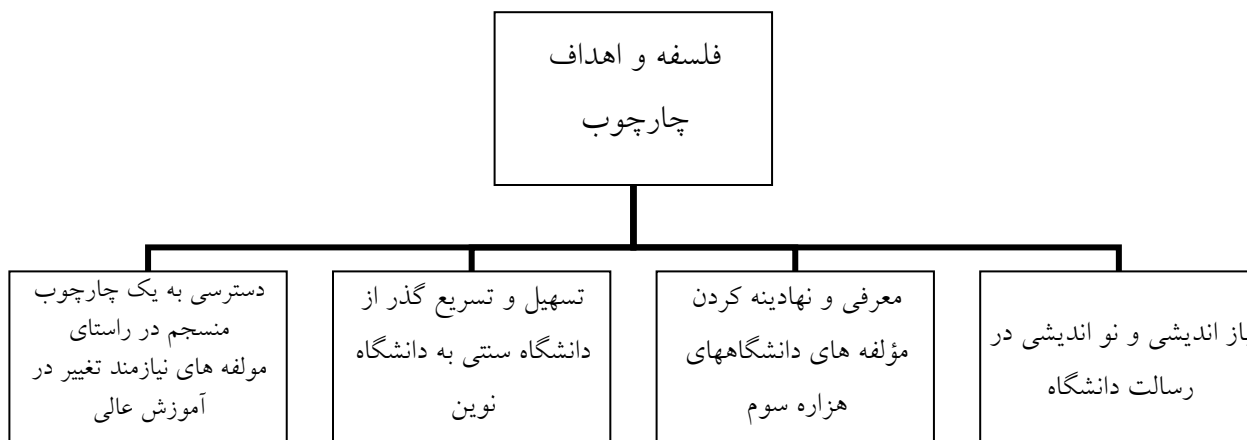 فلسفه و اهداف
چارچوب
باز اندیشی و نو اندیشی در
رسالت دانشگاه
معرفی و نهادینه کردن
مؤلفه های دانشگاههای
هزاره سوم
تسهیل و تسریع گذر از
دانشگاه سنتی به دانشگاه
نوین
دسترسی به یک چارچوب
منسجم در راستای
مولفه های نیازمند تغییر در
آموزش عالی